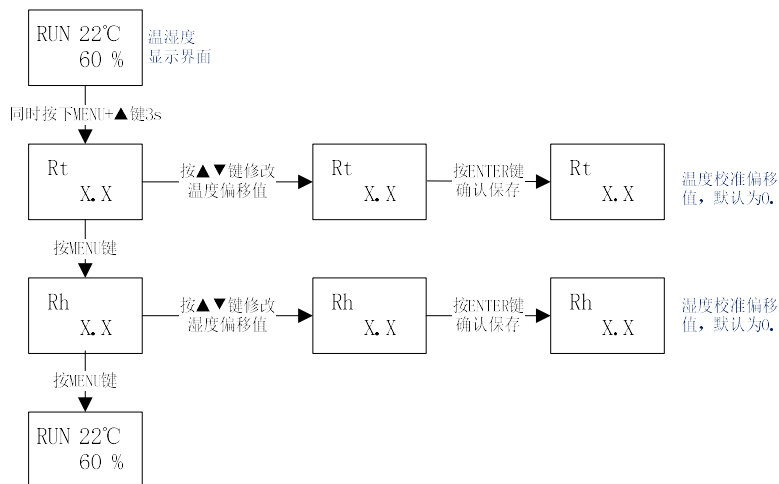 RUN 22℃
60 %
温湿度
显示界面
同时按下MENU+▲键3s
Rt
X.X
按▲▼键修改
温度偏移值
Rt
X.X
按ENTER键
确认保存
Rt
X.X
温度校准偏移
值，默认为0.
按MENU键
Rh
X.X
按▲▼键修改
湿度偏移值
Rh
X.X
按ENTER键
确认保存
Rh
X.X
湿度校准偏移
值，默认为0.
按MENU键
RUN 22℃
60 %